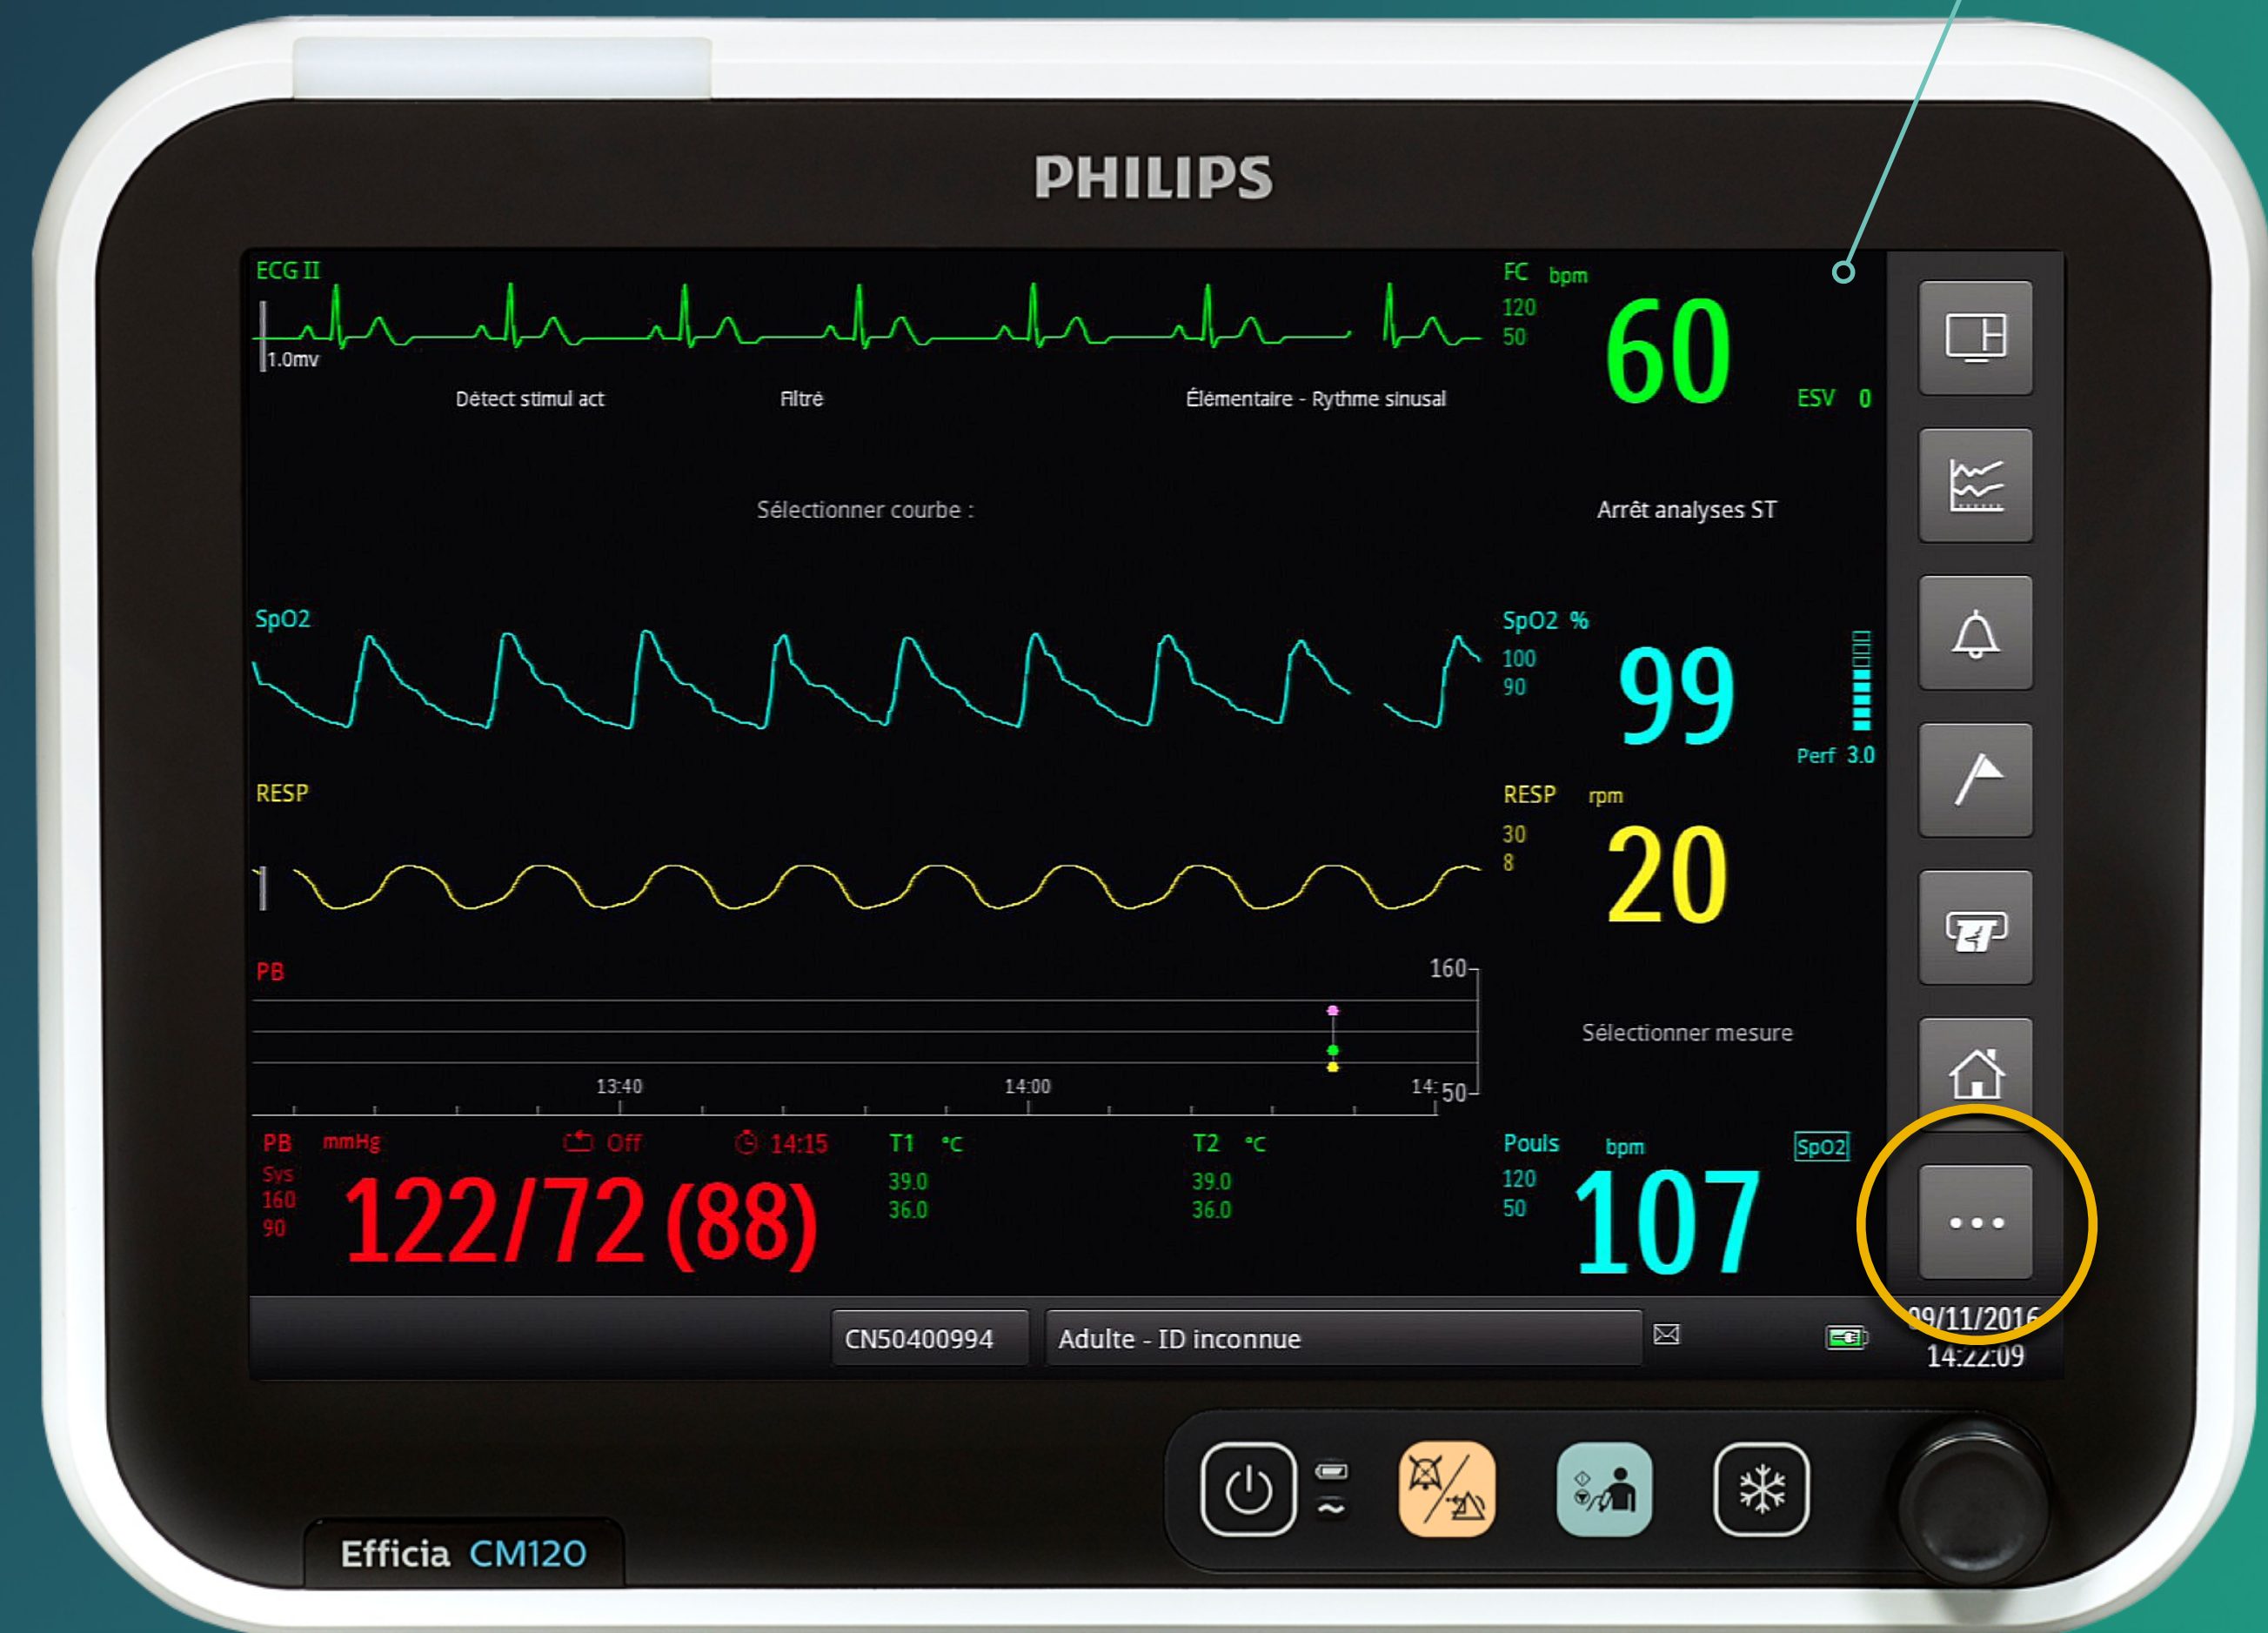 PHILIPS
ECG II
1.0mv
Détect stimul act
Filtré
Élémentaire - Rythme sinusal
FC bpm
120
50
60
ESV 0
Sélectionner courbe :
Arrêt analyses ST
SpO2
SpO2 %
100
90
99
Perf 3.0
RESP
RESP rpm
30
8
20
PB
160
13:40
14:00
14:
50
Sélectionner mesure
PB mmHg
Off
14:15
Sys
160
90
122/72 (88)
T1 °C
39.0
36.0
T2 °C
39.0
36.0
Pouls bpm
SpO2
120
50
107
CN50400994
Adulte - ID inconnue
09/11/2016
14:22:09
Efficia CM120